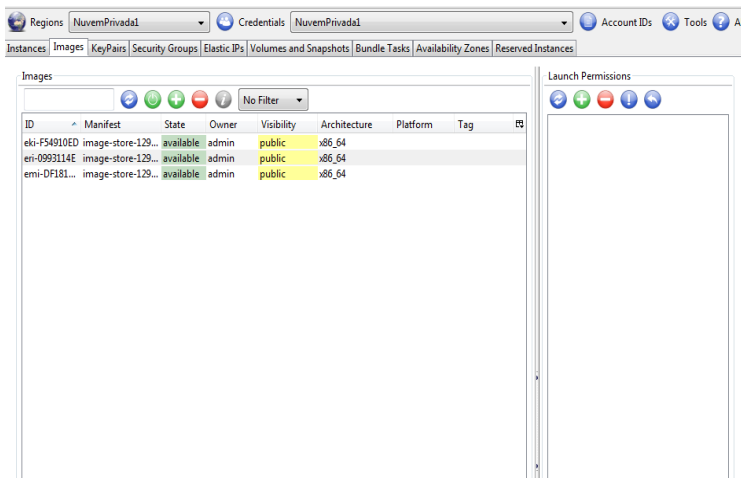 Regions NuvemPrivada1 Credentials NuvemPrivada1 Account IDs Tools A
Instances Images KeyPairs Security Groups Elastic IPs Volumes and Snapshots Bundle Tasks Availability Zones Reserved Instances
Images
No Filter
ID Manifest State Owner Visibility Architecture Platform Tag
eki-F54910ED image-store-129... available admin public x86_64
eri-0993114E image-store-129... available admin public x86_64
emi-DF181... image-store-129... available admin public x86_64
Launch Permissions